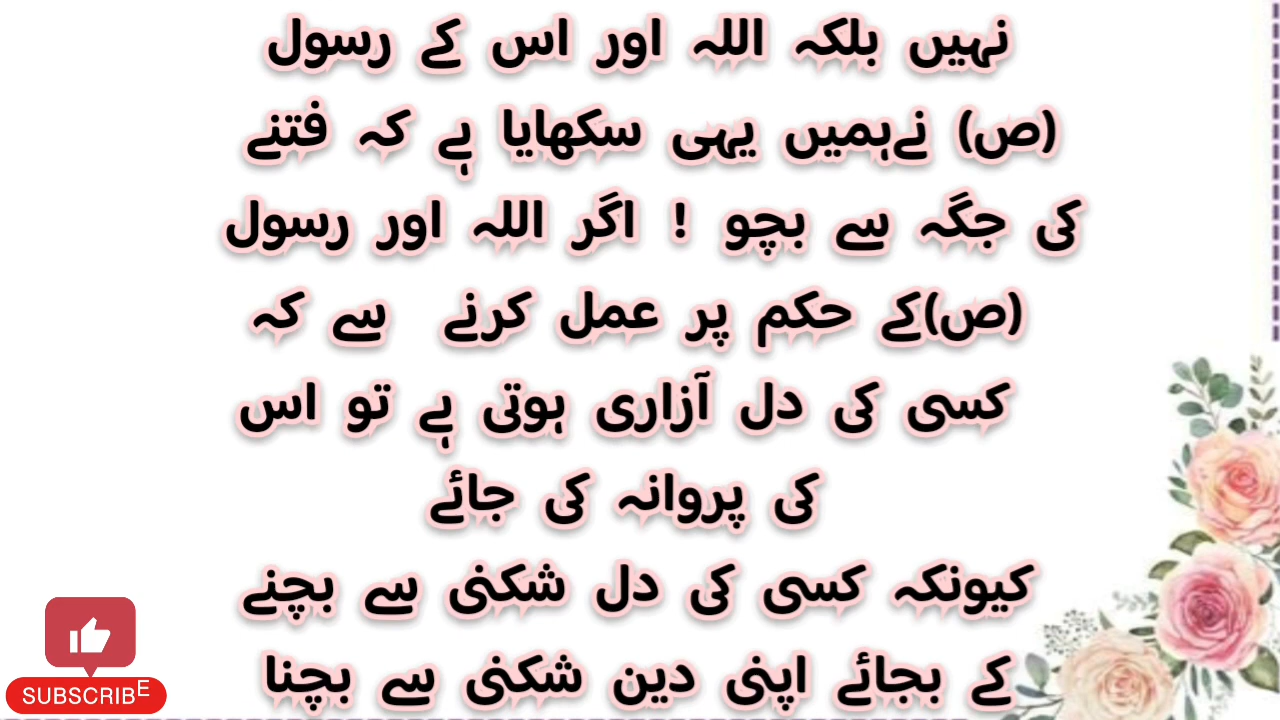 نہیں بلکہ اللہ اور اس کے رسول
(ص) نےہمیں یہی سکھایا ہے کہ فتنے
کی جگہ سے بچو ! اگر اللہ اور رسول
(ص)کے حکم پر عمل کرنے سے کہ
کسی کی دل آزاری ہوتی ہے تو اس
کی پروانہ کی جائے
کیونکہ کسی کی دل شکنی سے بچنے
کے بجائے اپنی دین شکنی سے بچنا
SUBSCRIBE